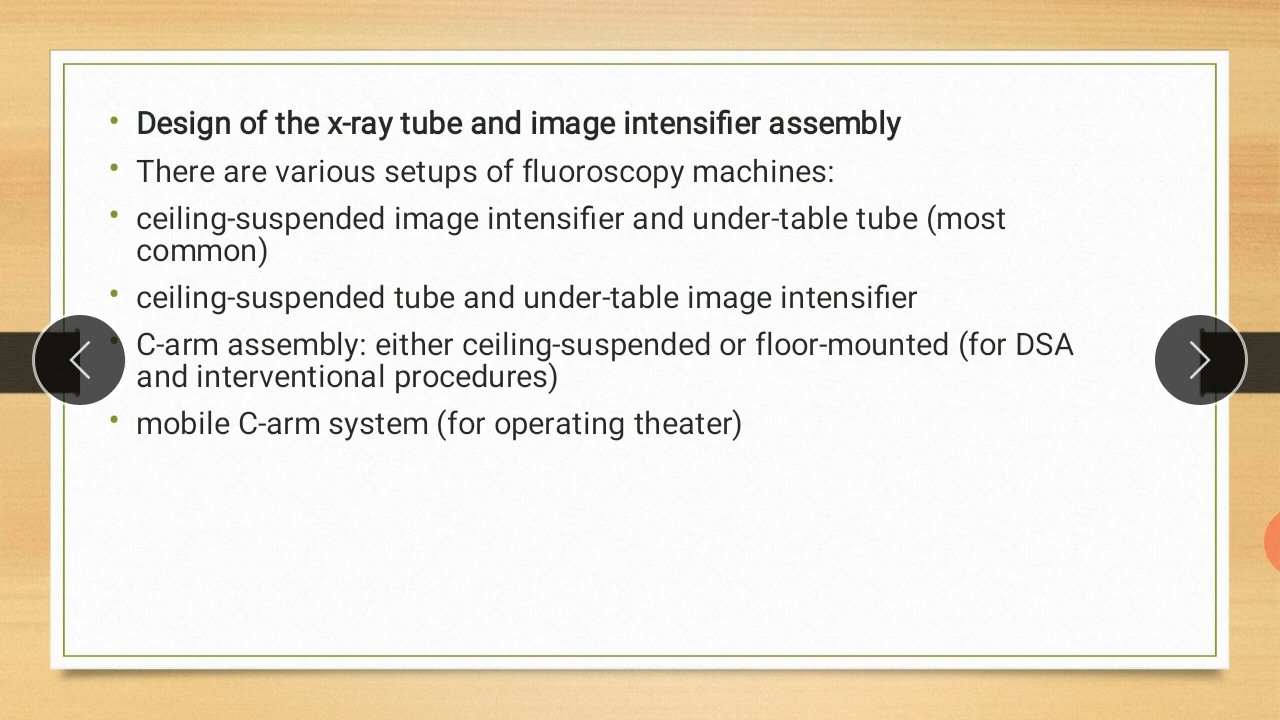 • Design of the x-ray tube and image intensifier assembly
• There are various setups of fluoroscopy machines:
• ceiling-suspended image intensifier and under-table tube (most
common)
• ceiling-suspended tube and under-table image intensifier
• C-arm assembly: either ceiling-suspended or floor-mounted (for DSA
and interventional procedures)
• mobile C-arm system (for operating theater)